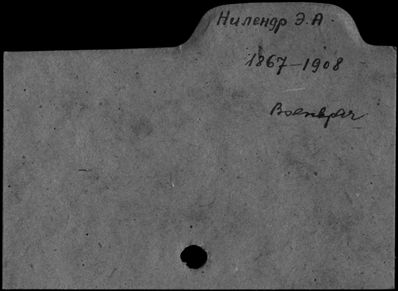 Нилендр Э.А.
1867-1908
Военврач